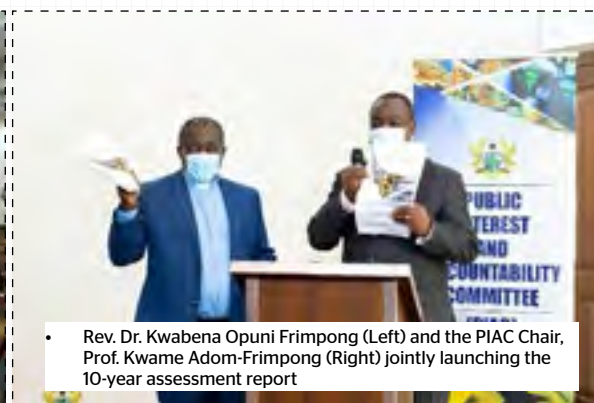 PUBLIC
TEREST
AND
COUNTABILITY
COMMITTEE
• Rev. Dr. Kwabena Opuni Frimpong (Left) and the PIAC Chair,
Prof. Kwame Adom-Frimpong (Right) jointly launching the
10-year assessment report